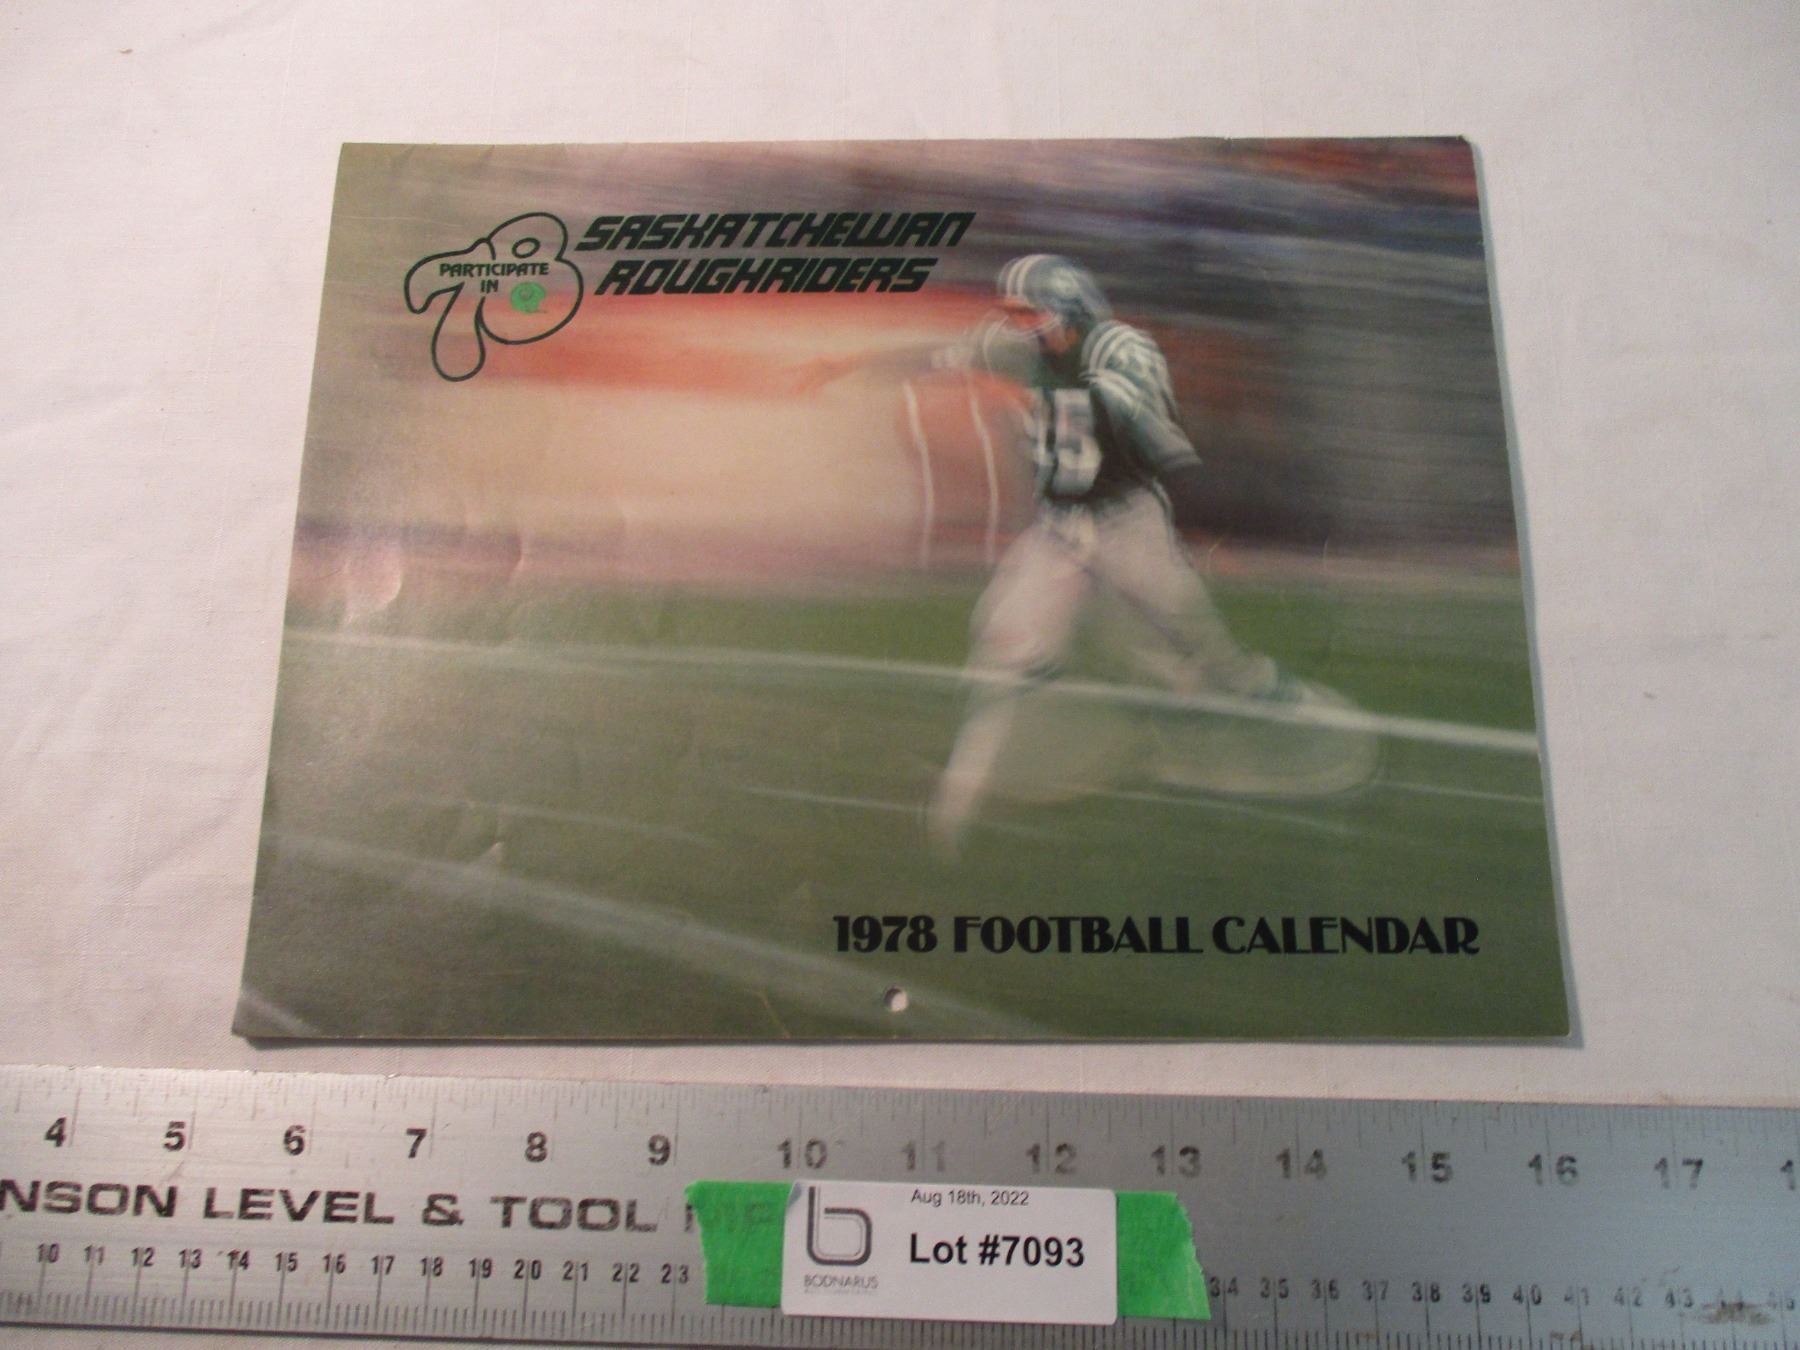 SASKATCHEWAN
ROUGHRIDERS
PARTICIPATE
IN
78
1978 FOOTBALL CALENDAR
4 5 6 7 8 9 10 11 12 13 14 15 16 17
NSON LEVEL & TOOL
10 11 12 13 14 15 16 17 18 19 20 21 22 23 34 35 36 37 38 39 40 41 42 43 44 45
Aug 18th, 2022
Lot #7093
BODNARUS